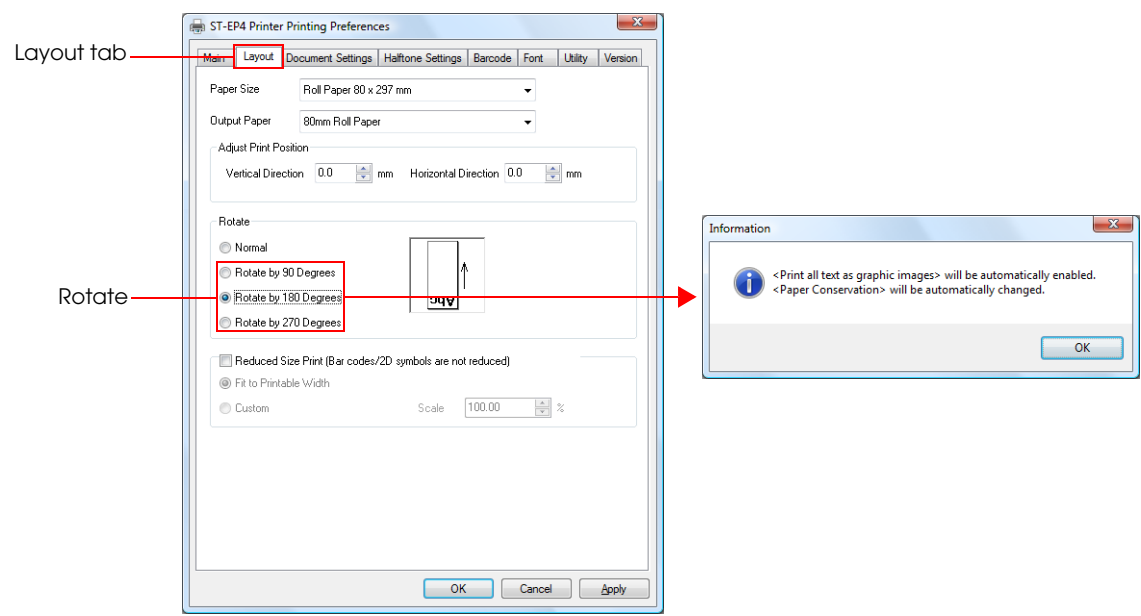 ST-EP4 Printer Printing Preferences
Layout tab
Main Layout Document Settings Halftone Settings Barcode Font Utility Version
Paper Size Roll Paper 80 x 297 mm
Output Paper 80mm Roll Paper
Adjust Print Position
Vertical Direction 0.0 mm Horizontal Direction 0.0 mm
Rotate
Normal
Rotate by 90 Degrees
Rotate
Rotate by 180 Degrees
Abc
Rotate by 270 Degrees
Reduced Size Print (Bar codes/2D symbols are not reduced)
Fit to Printable Width
Custom Scale 100.00 %
OK Cancel Apply
Information
<Print all text as graphic images> will be automatically enabled.
<Paper Conservation> will be automatically changed.
OK